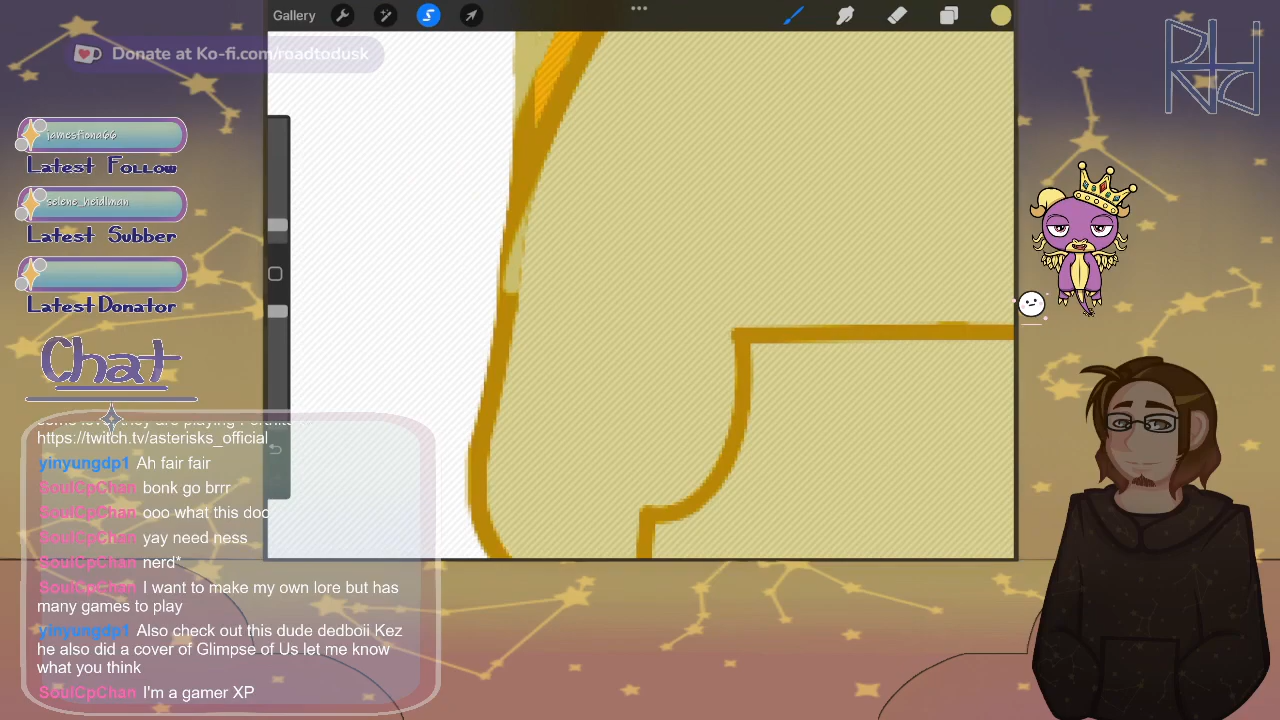 Gallery
Donate at Ko-fi.com/roadtodusk
jamesfiona66
Latest Follow
selene_heidlman
Latest Subber
Latest Donator
Chat
https://twitch.tv/asterisks_official
yinyungdp1 Ah fair fair
SoulCpChan bonk go brrr
SoulCpChan ooo what this doo
SoulCpChan yay need ness
SoulCpChan nerd*
SoulCpChan I want to make my own lore but has
many games to play
yinyungdp1 Also check out this dude dedboii Kez
he also did a cover of Glimpse of Us let me know
what you think
SoulCpChan I'm a gamer XP